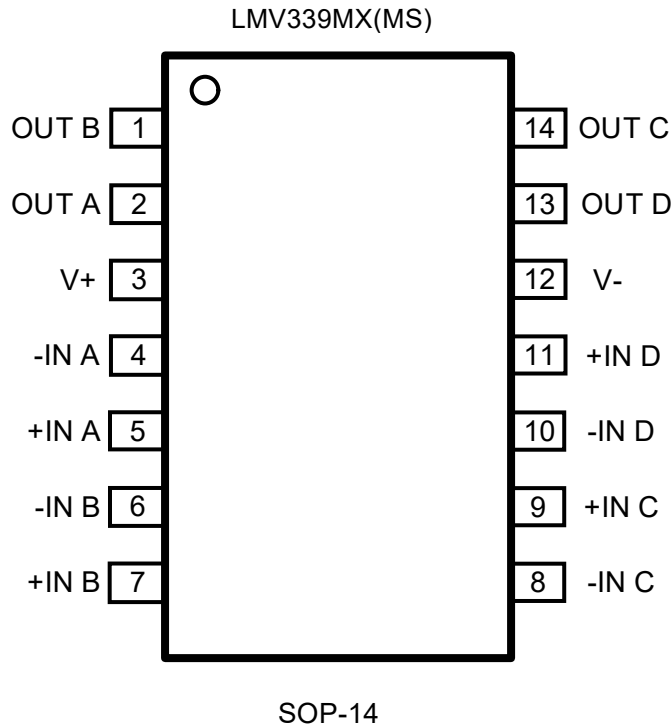 LMV339MX(MS)
OUT B 1
14 OUT C
OUT A 2
13 OUT D
V+ 3
12 V-
-IN A 4
11 +IN D
+IN A 5
10 -IN D
-IN B 6
9 +IN C
+IN B 7
8 -IN C
SOP-14